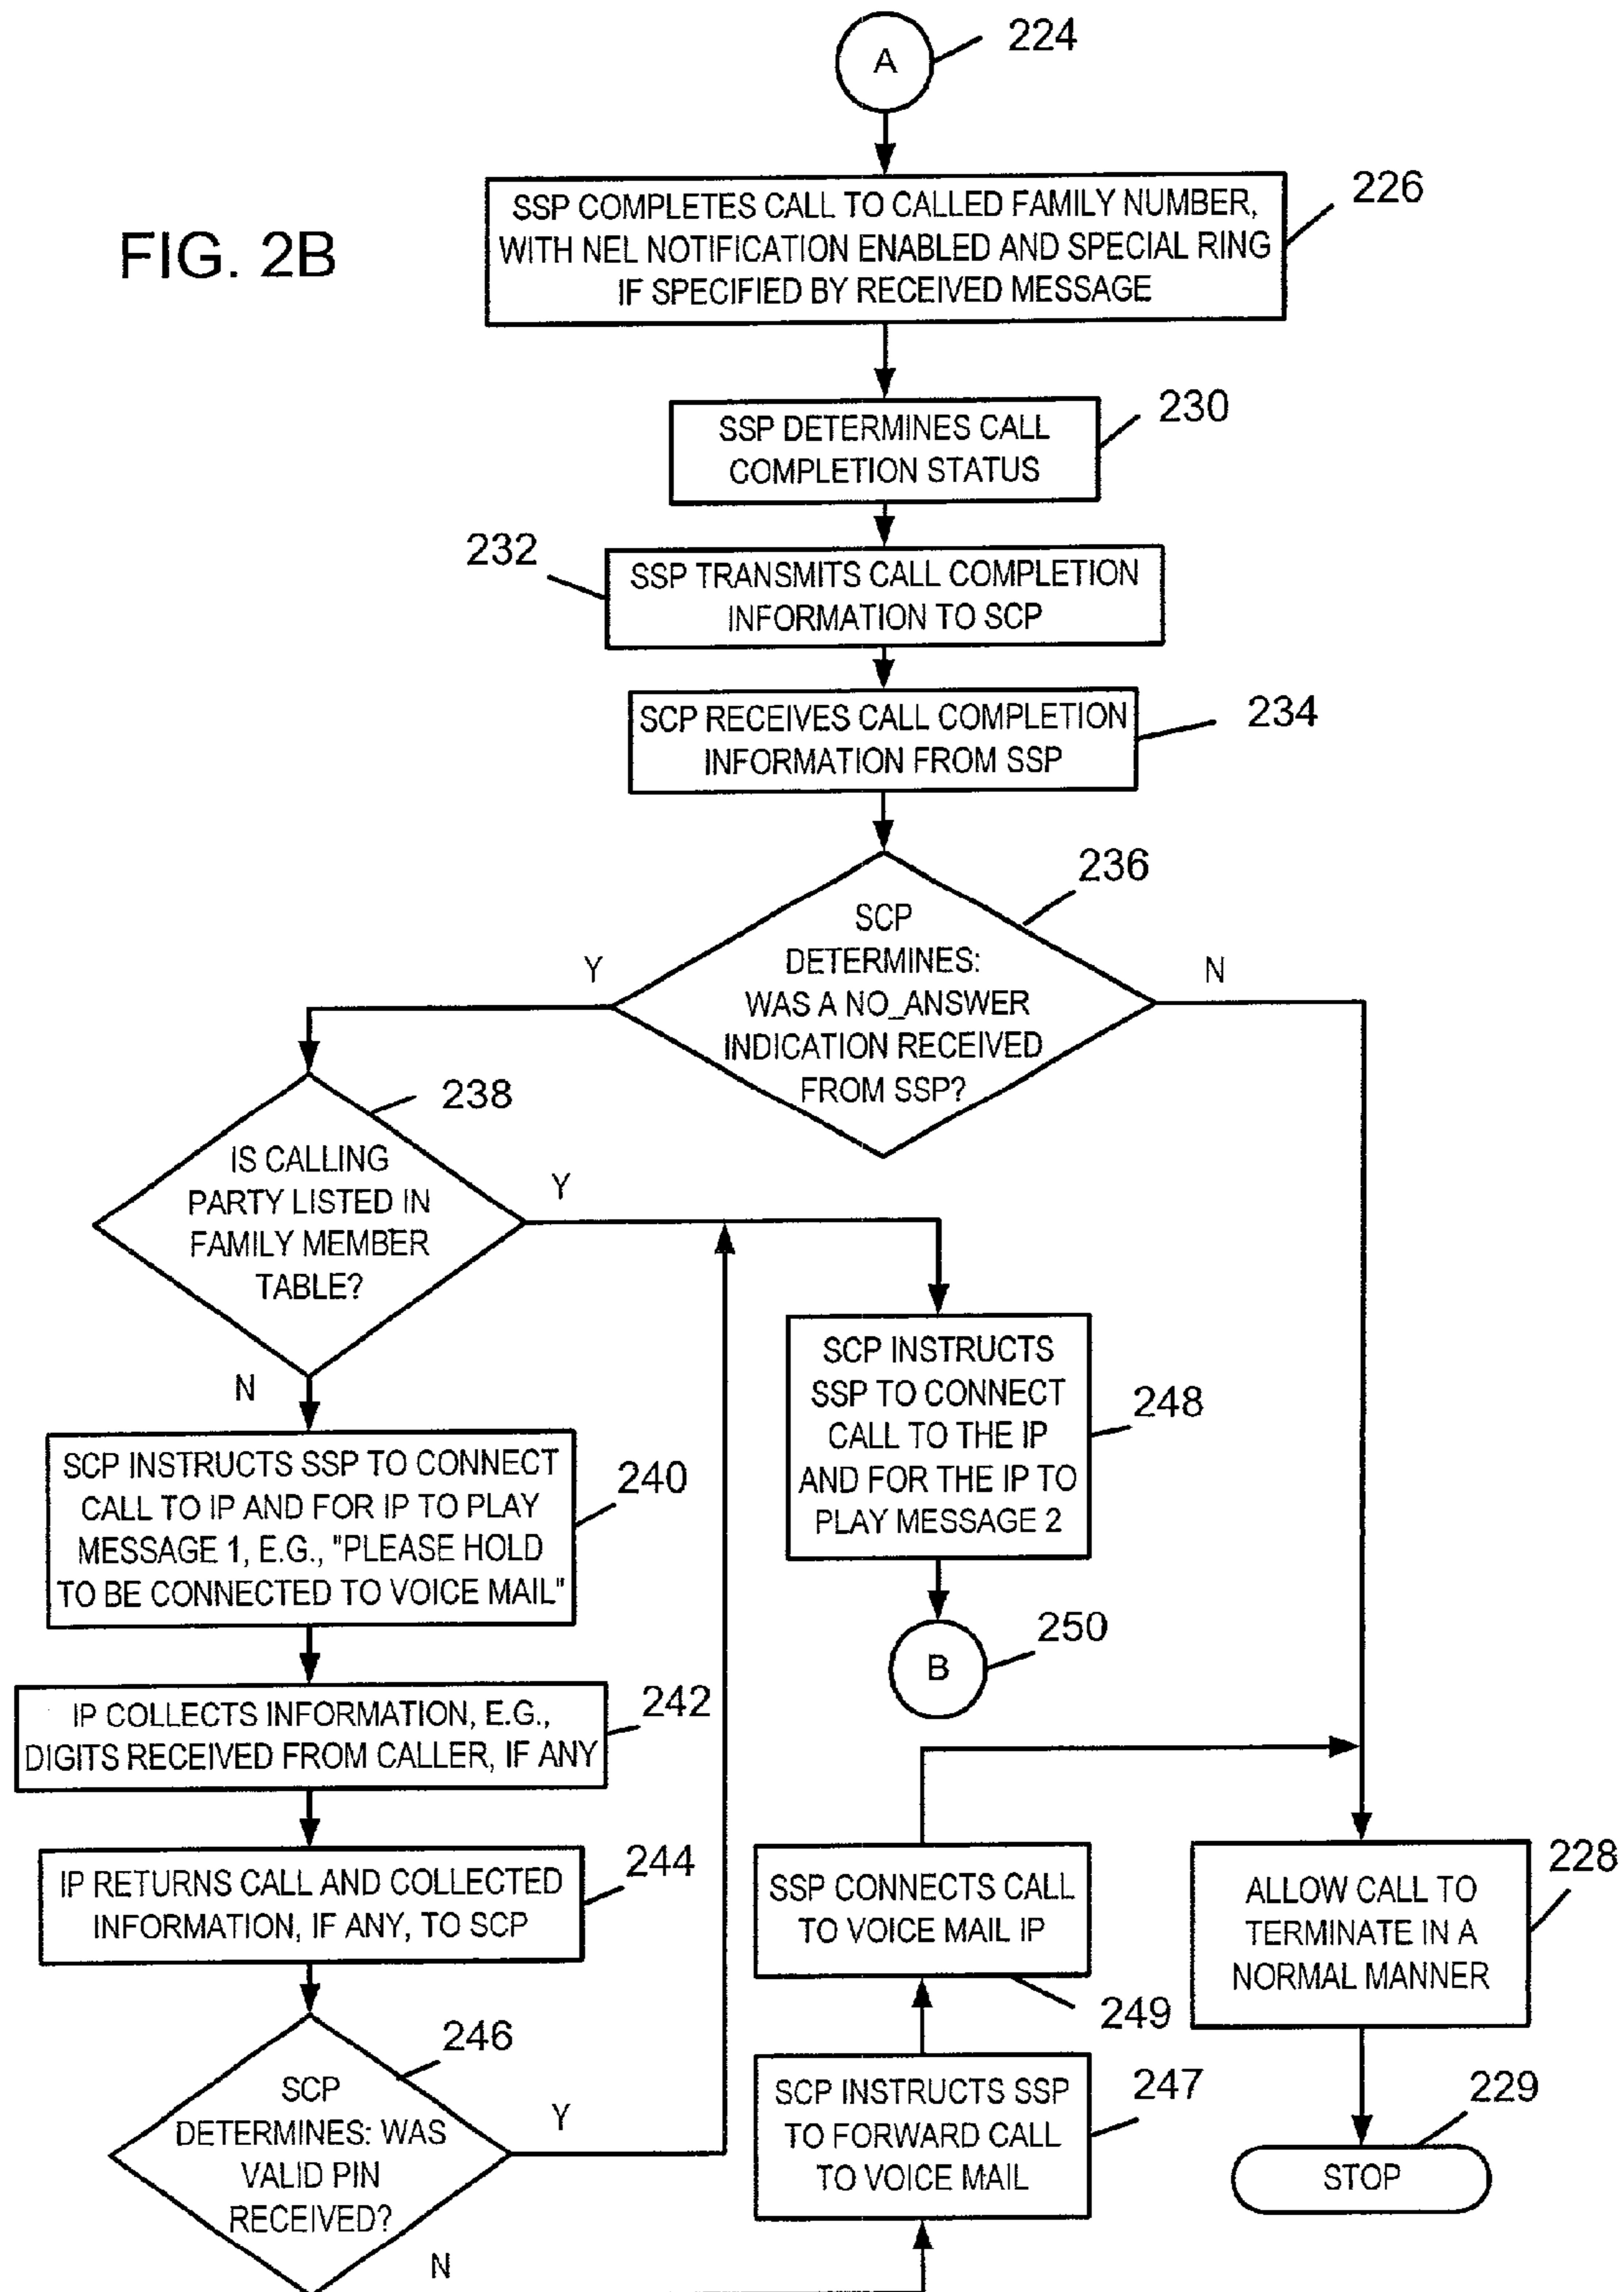 A
224
FIG. 2B
SSP COMPLETES CALL TO CALLED FAMILY NUMBER,
WITH NEL NOTIFICATION ENABLED AND SPECIAL RING
IF SPECIFIED BY RECEIVED MESSAGE
226
SSP DETERMINES CALL
COMPLETION STATUS
230
232
SSP TRANSMITS CALL COMPLETION
INFORMATION TO SCP
SCP RECEIVES CALL COMPLETION
INFORMATION FROM SSP
234
236
SCP
DETERMINES:
WAS A NO_ANSWER
INDICATION RECEIVED
FROM SSP?
Y
N
238
IS CALLING
PARTY LISTED IN
FAMILY MEMBER
TABLE?
Y
N
SCP INSTRUCTS
SSP TO CONNECT
CALL TO THE IP
AND FOR THE IP TO
PLAY MESSAGE 2
248
SCP INSTRUCTS SSP TO CONNECT
CALL TO IP AND FOR IP TO PLAY
MESSAGE 1, E.G., "PLEASE HOLD
TO BE CONNECTED TO VOICE MAIL"
240
B
250
IP COLLECTS INFORMATION, E.G.,
DIGITS RECEIVED FROM CALLER, IF ANY
242
IP RETURNS CALL AND COLLECTED
INFORMATION, IF ANY, TO SCP
244
SSP CONNECTS CALL
TO VOICE MAIL IP
249
ALLOW CALL TO
TERMINATE IN A
NORMAL MANNER
228
246
SCP
DETERMINES: WAS
VALID PIN
RECEIVED?
Y
N
SCP INSTRUCTS SSP
TO FORWARD CALL
TO VOICE MAIL
247
229
STOP